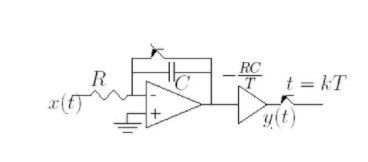 R
C
-RC/T
t = kT
x(t)
-
+
y(t)